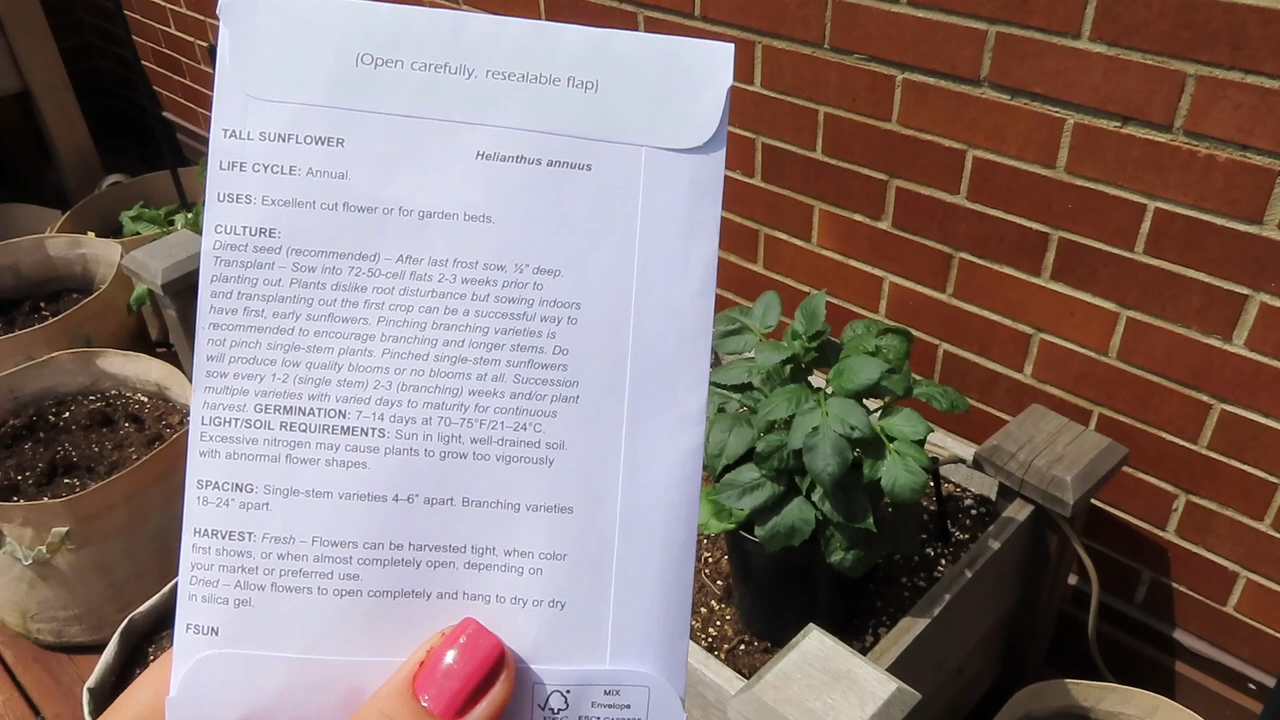 (Open carefully, resealable flap)
TALL SUNFLOWER
Helianthus annuus
LIFE CYCLE: Annual.
USES: Excellent cut flower or for garden beds.
CULTURE:
Direct seed (recommended) – After last frost sow, ½" deep.
Transplant – Sow into 72-50-cell flats 2-3 weeks prior to
planting out. Plants dislike root disturbance but sowing indoors
and transplanting out the first crop can be a successful way to
have first, early sunflowers. Pinching branching varieties is
recommended to encourage branching and longer stems. Do
not pinch single-stem plants. Pinched single-stem sunflowers
will produce low quality blooms or no blooms at all. Succession
sow every 1-2 (single stem) 2-3 (branching) weeks and/or plant
multiple varieties with varied days to maturity for continuous
harvest. GERMINATION: 7–14 days at 70–75°F/21–24°C.
LIGHT/SOIL REQUIREMENTS: Sun in light, well-drained soil.
Excessive nitrogen may cause plants to grow too vigorously
with abnormal flower shapes.
SPACING: Single-stem varieties 4–6" apart. Branching varieties
18–24" apart.
HARVEST: Fresh – Flowers can be harvested tight, when color
first shows, or when almost completely open, depending on
your market or preferred use.
Dried – Allow flowers to open completely and hang to dry or dry
in silica gel.
FSUN
MIX
Envelope